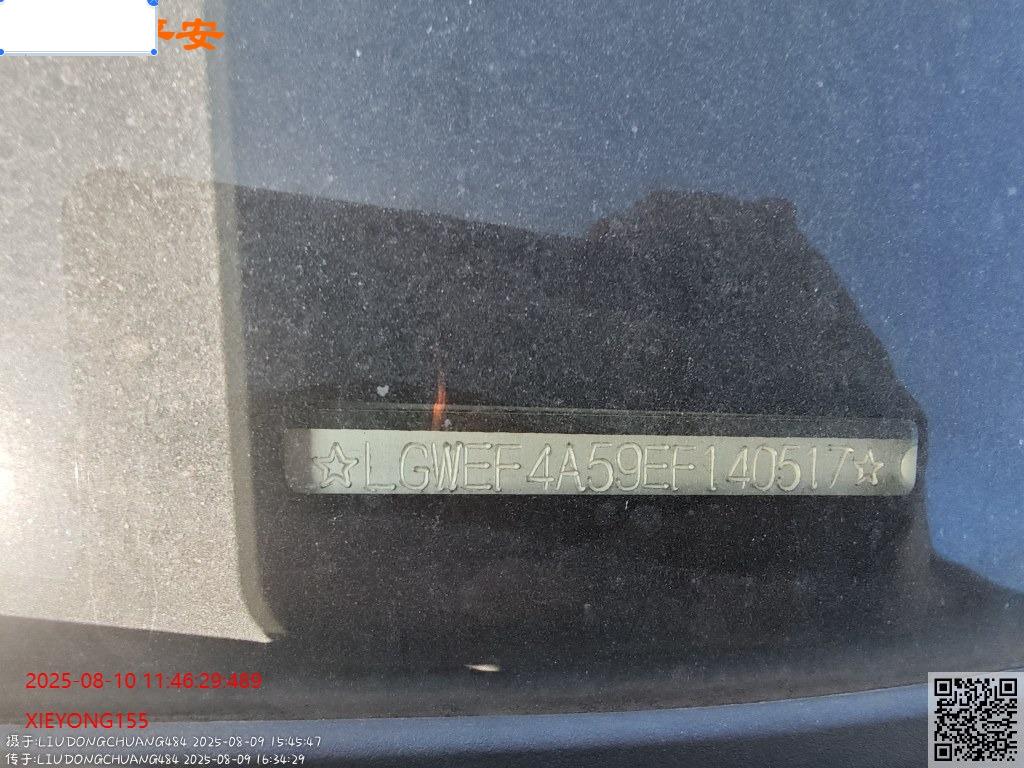 平安
☆LGWEF4A59EF140517☆
2025-08-10 11:46:29.489
XIEYONG155
摄于:LIUDONGCHUANG484 2025-08-09 15:45:47
传于:LIUDONGCHUANG484 2025-08-09 16:34:29